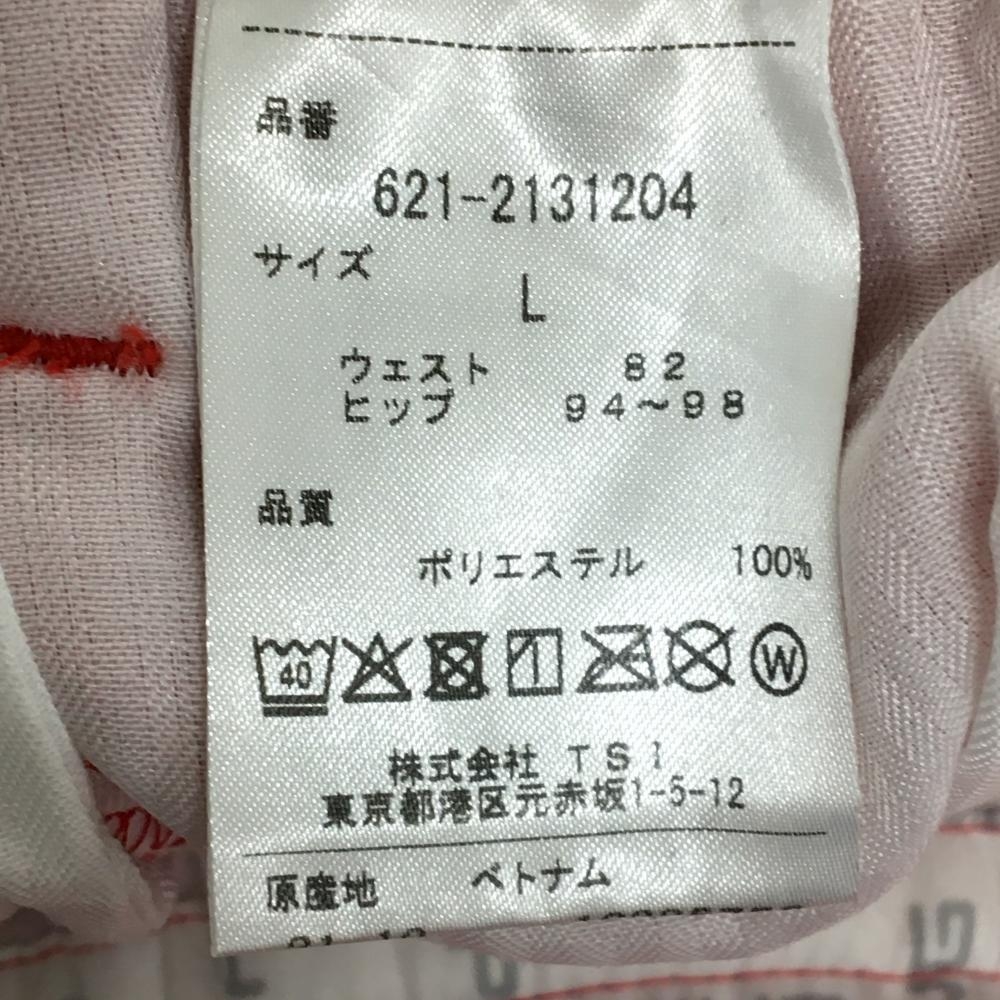 品番
621-2131204
サイズ
L
ウェスト 82
ヒップ 94～98
品質
ポリエステル 100%
40
W
株式会社 TSI
東京都港区元赤坂1-5-12
原産地 ベトナム